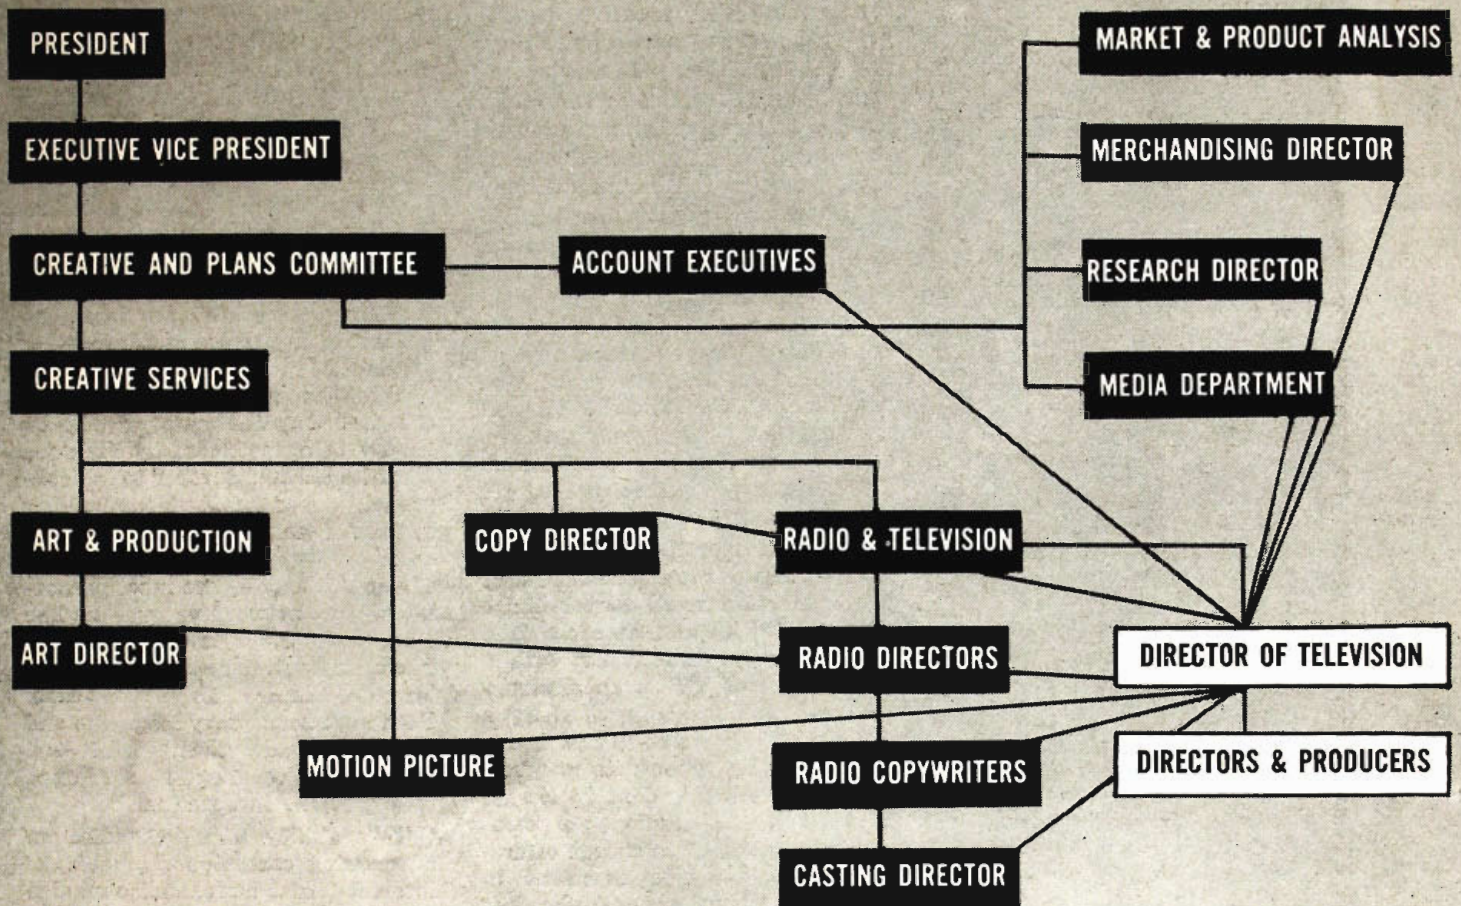 PRESIDENT
MARKET & PRODUCT ANALYSIS
EXECUTIVE VICE PRESIDENT
MERCHANDISING DIRECTOR
CREATIVE AND PLANS COMMITTEE
ACCOUNT EXECUTIVES
RESEARCH DIRECTOR
CREATIVE SERVICES
MEDIA DEPARTMENT
ART & PRODUCTION
COPY DIRECTOR
RADIO & TELEVISION
ART DIRECTOR
RADIO DIRECTORS
DIRECTOR OF TELEVISION
MOTION PICTURE
RADIO COPYWRITERS
DIRECTORS & PRODUCERS
CASTING DIRECTOR